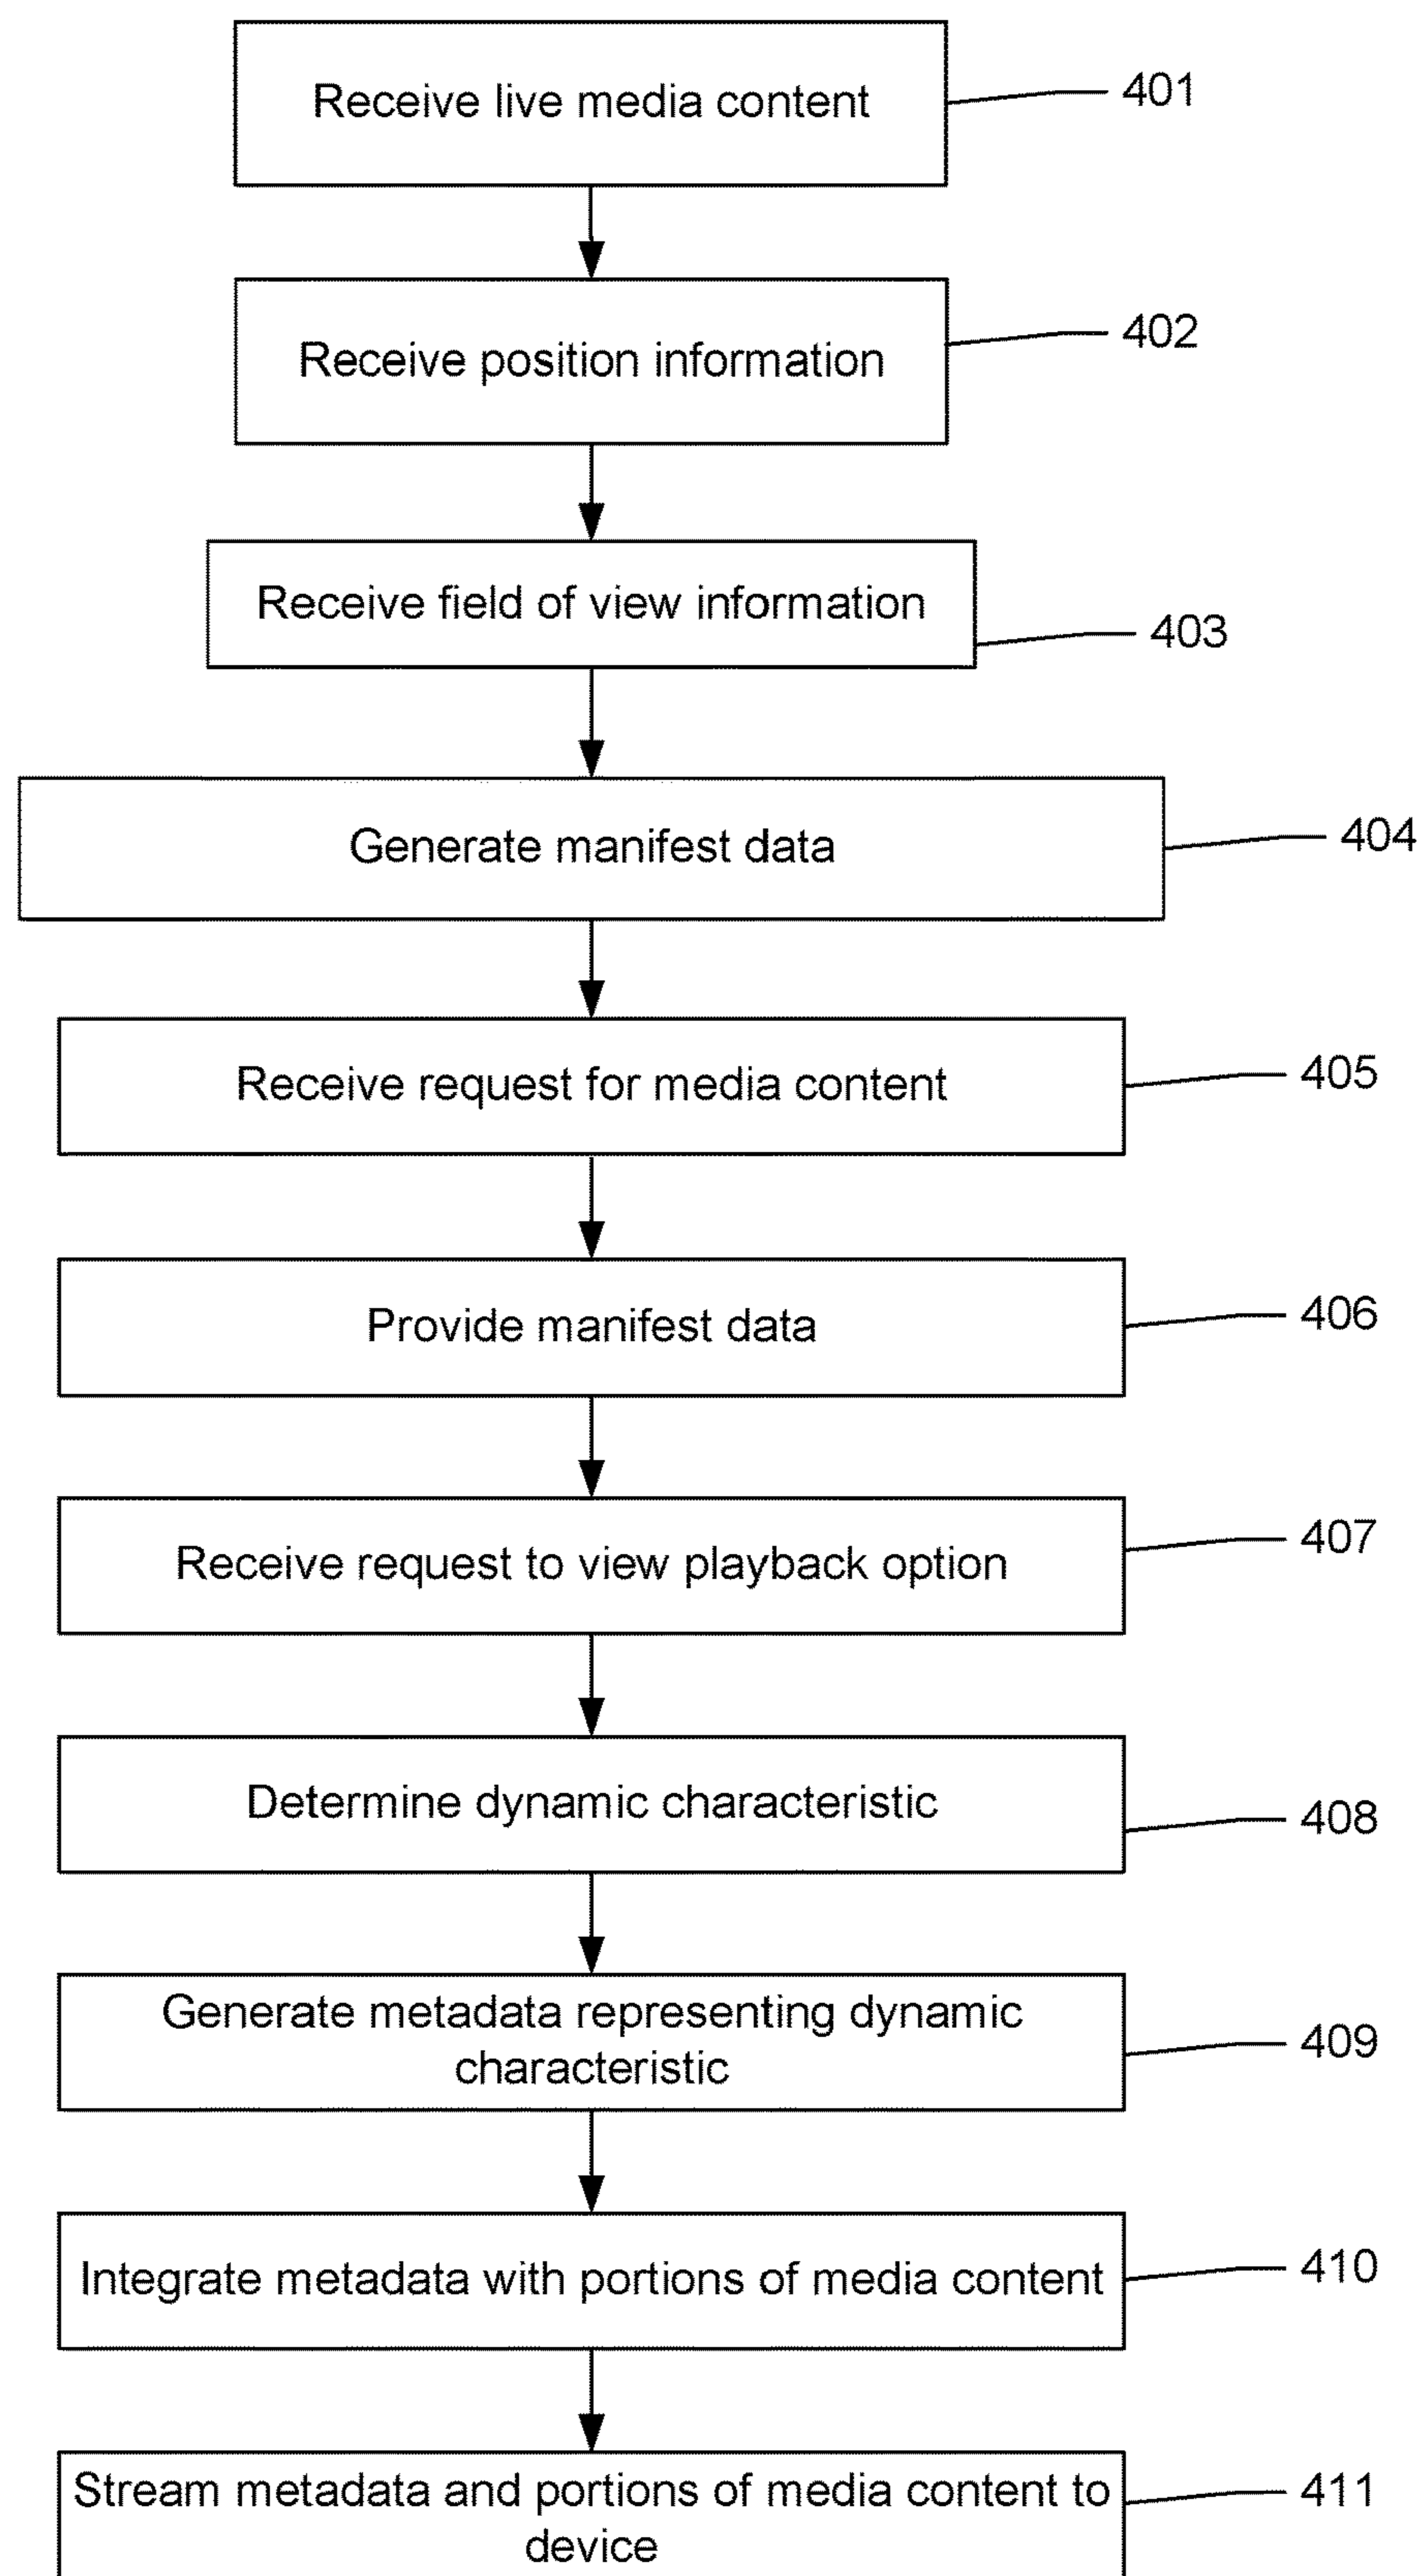 Receive live media content
401
Receive position information
402
Receive field of view information
403
Generate manifest data
404
Receive request for media content
405
Provide manifest data
406
Receive request to view playback option
407
Determine dynamic characteristic
408
Generate metadata representing dynamic
characteristic
409
Integrate metadata with portions of media content
410
Stream metadata and portions of media content to
device
411